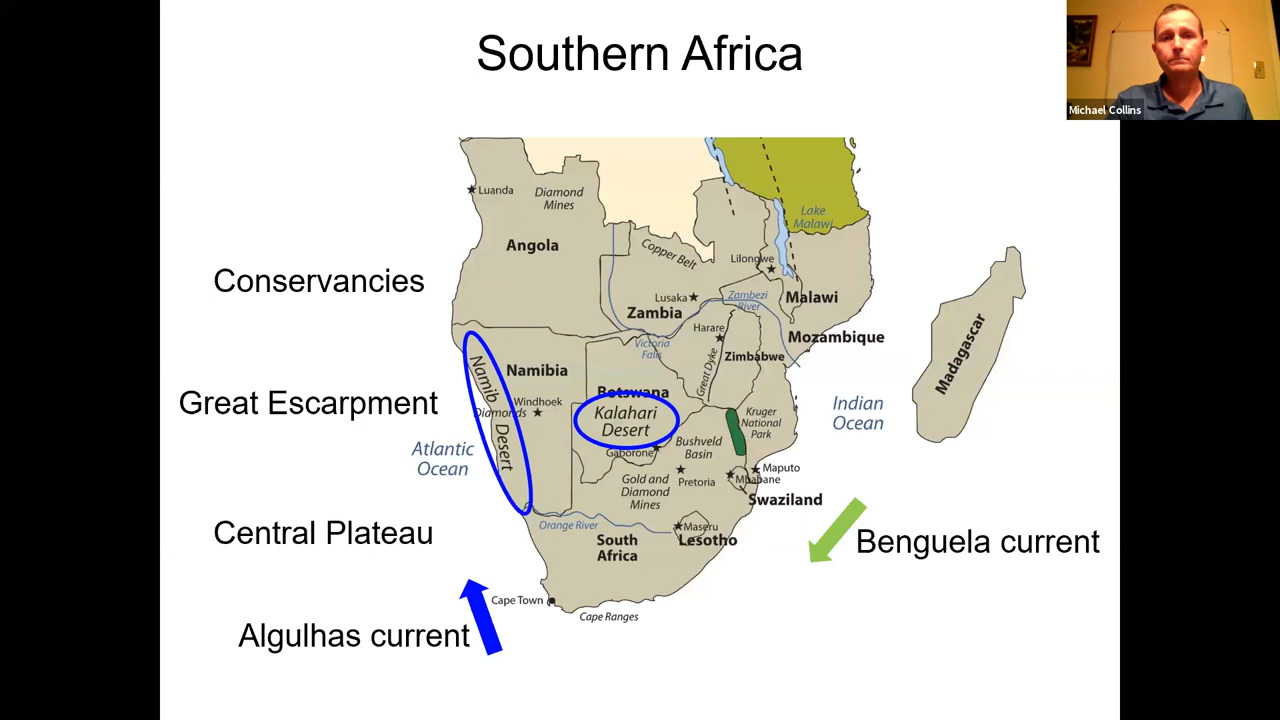 Southern Africa
Michael Collins
Luanda
Diamond
Mines
Lake
Malawi
Angola
Copper Belt
Lilongwe
Conservancies
Lusaka
Zambezi
River
Malawi
Zambia
Harare
Mozambique
Victoria
Falls
Great Dyke
Zimbabwe
Madagascar
Namib Desert
Namibia
Botswana
Great Escarpment
Windhoek
Diamonds
Kalahari
Desert
Kruger
National
Park
Indian
Ocean
Atlantic
Ocean
Gaborone
Bushveld
Basin
Maputo
Mbabane
Gold and
Diamond
Mines
Pretoria
Swaziland
Central Plateau
Orange River
Maseru
South
Africa
Lesotho
Benguela current
Cape Town
Cape Ranges
Algulhas current